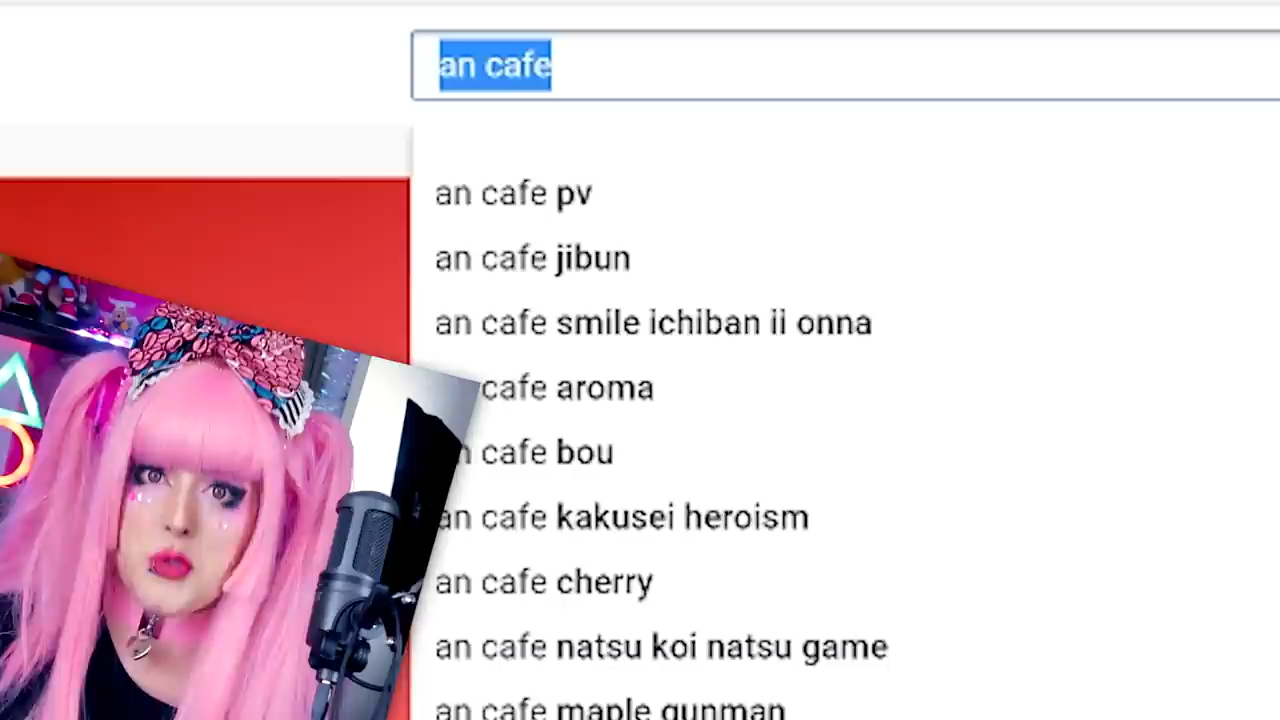 an cafe
an cafe pv
an cafe jibun
an cafe smile ichiban ii onna
cafe aroma
cafe bou
an cafe kakusei heroism
an cafe cherry
an cafe natsu koi natsu game
an cafe maple gunman